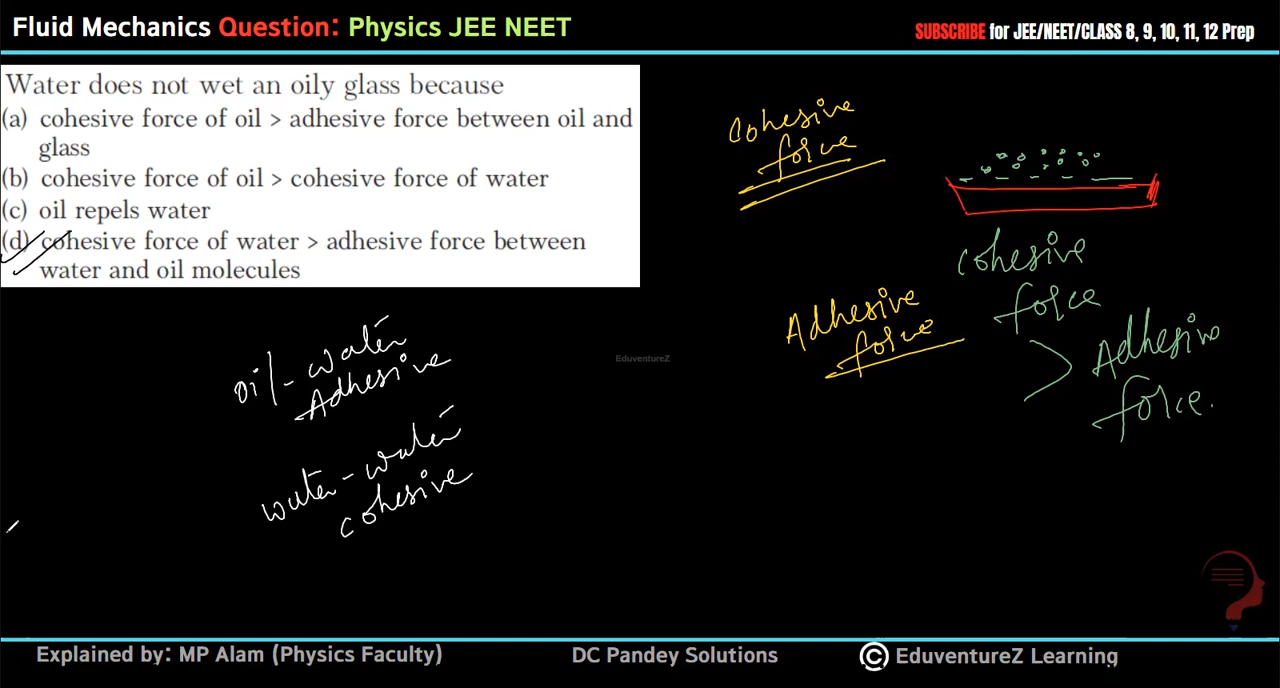 Fluid Mechanics Question: Physics JEE NEET
SUBSCRIBE for JEE/NEET/CLASS 8, 9, 10, 11, 12 Prep
Water does not wet an oily glass because
(a) cohesive force of oil > adhesive force between oil and
glass
(b) cohesive force of oil > cohesive force of water
(c) oil repels water
(d) cohesive force of water > adhesive force between
water and oil molecules
Cohesive
force
Adhesive
force
cohesive
force
> Adhesive
force.
oil-water
Adhesive
water-water
cohesive
EduventureZ
Explained by: MP Alam (Physics Faculty)
DC Pandey Solutions
© EduventureZ Learning